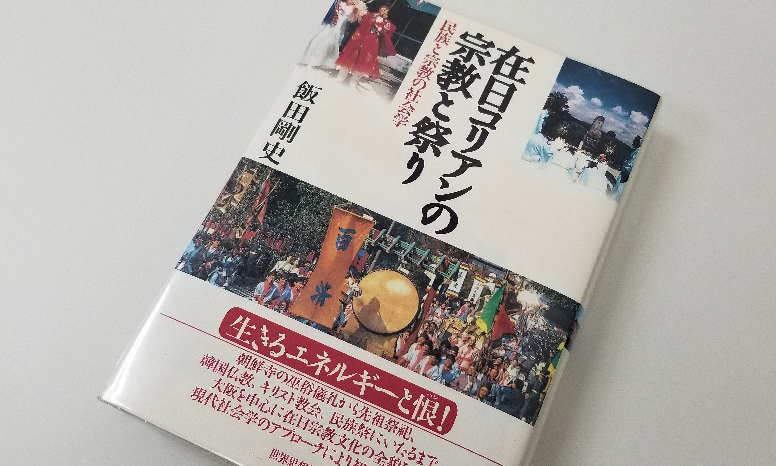 在日コリアンの
宗教と祭り
民族と宗教の社会学
飯田剛史
百済
生きるエネルギーと恨!
朝鮮寺の巫俗儀礼から先祖祭祀、
韓国仏教、キリスト教会、民族祭にいたるまで
大阪を中心に在日宗教文化の全貌
現代社会学のアプローチにより
世界思想